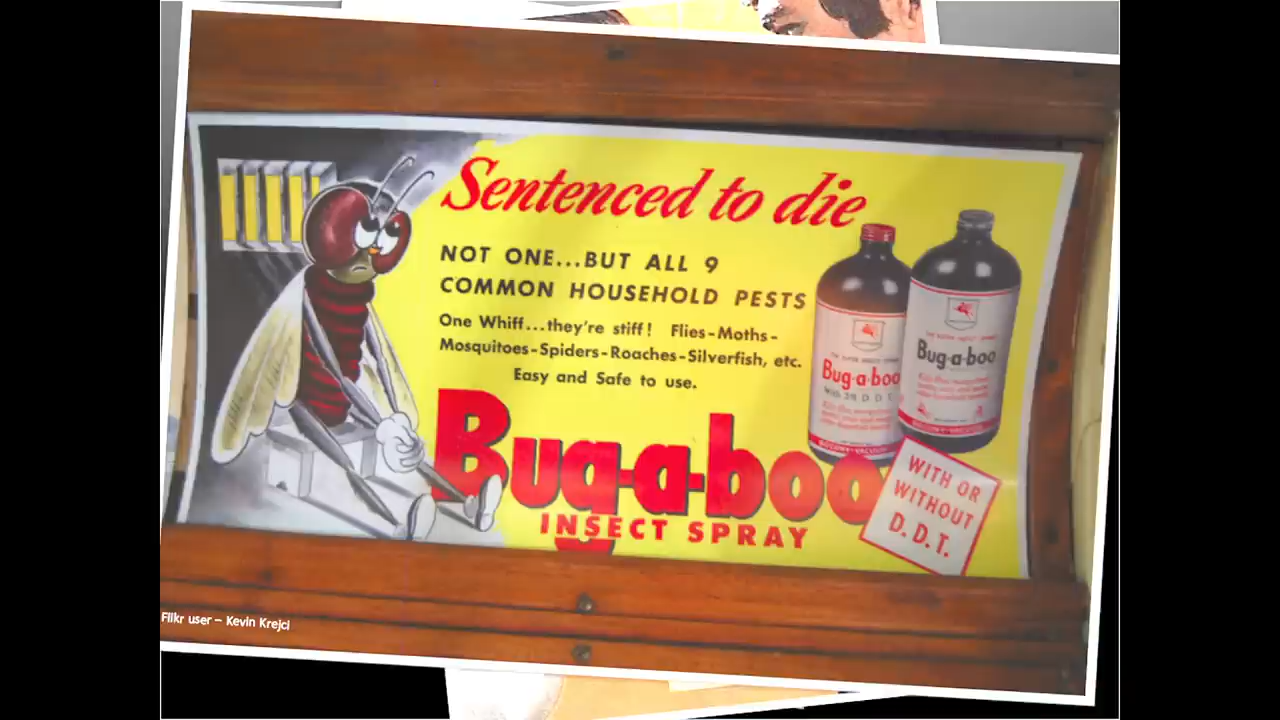 Sentenced to die
NOT ONE...BUT ALL 9
COMMON HOUSEHOLD PESTS
One Whiff...they're stiff! Flies-Moths-
Mosquitoes-Spiders-Roaches-Silverfish, etc.
Easy and Safe to use.
Bug-a-boo
INSECT SPRAY
Bug-a-boo
Bug-a-boo
WITH OR
WITHOUT
D.D.T.
Flikr user – Kevin Krejci